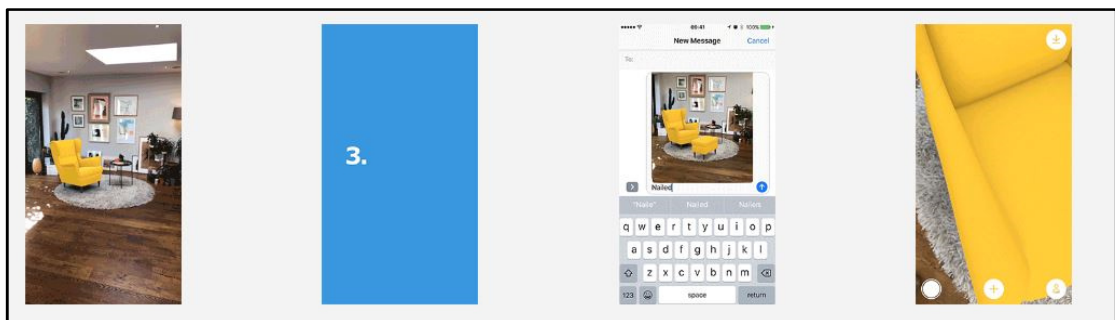 3.
09:41 100%
New Message Cancel
To:
Nailed
"Naile" Nailed Nailers
q w e r t y u i o p
a s d f g h j k l
z x c v b n m
123 space return